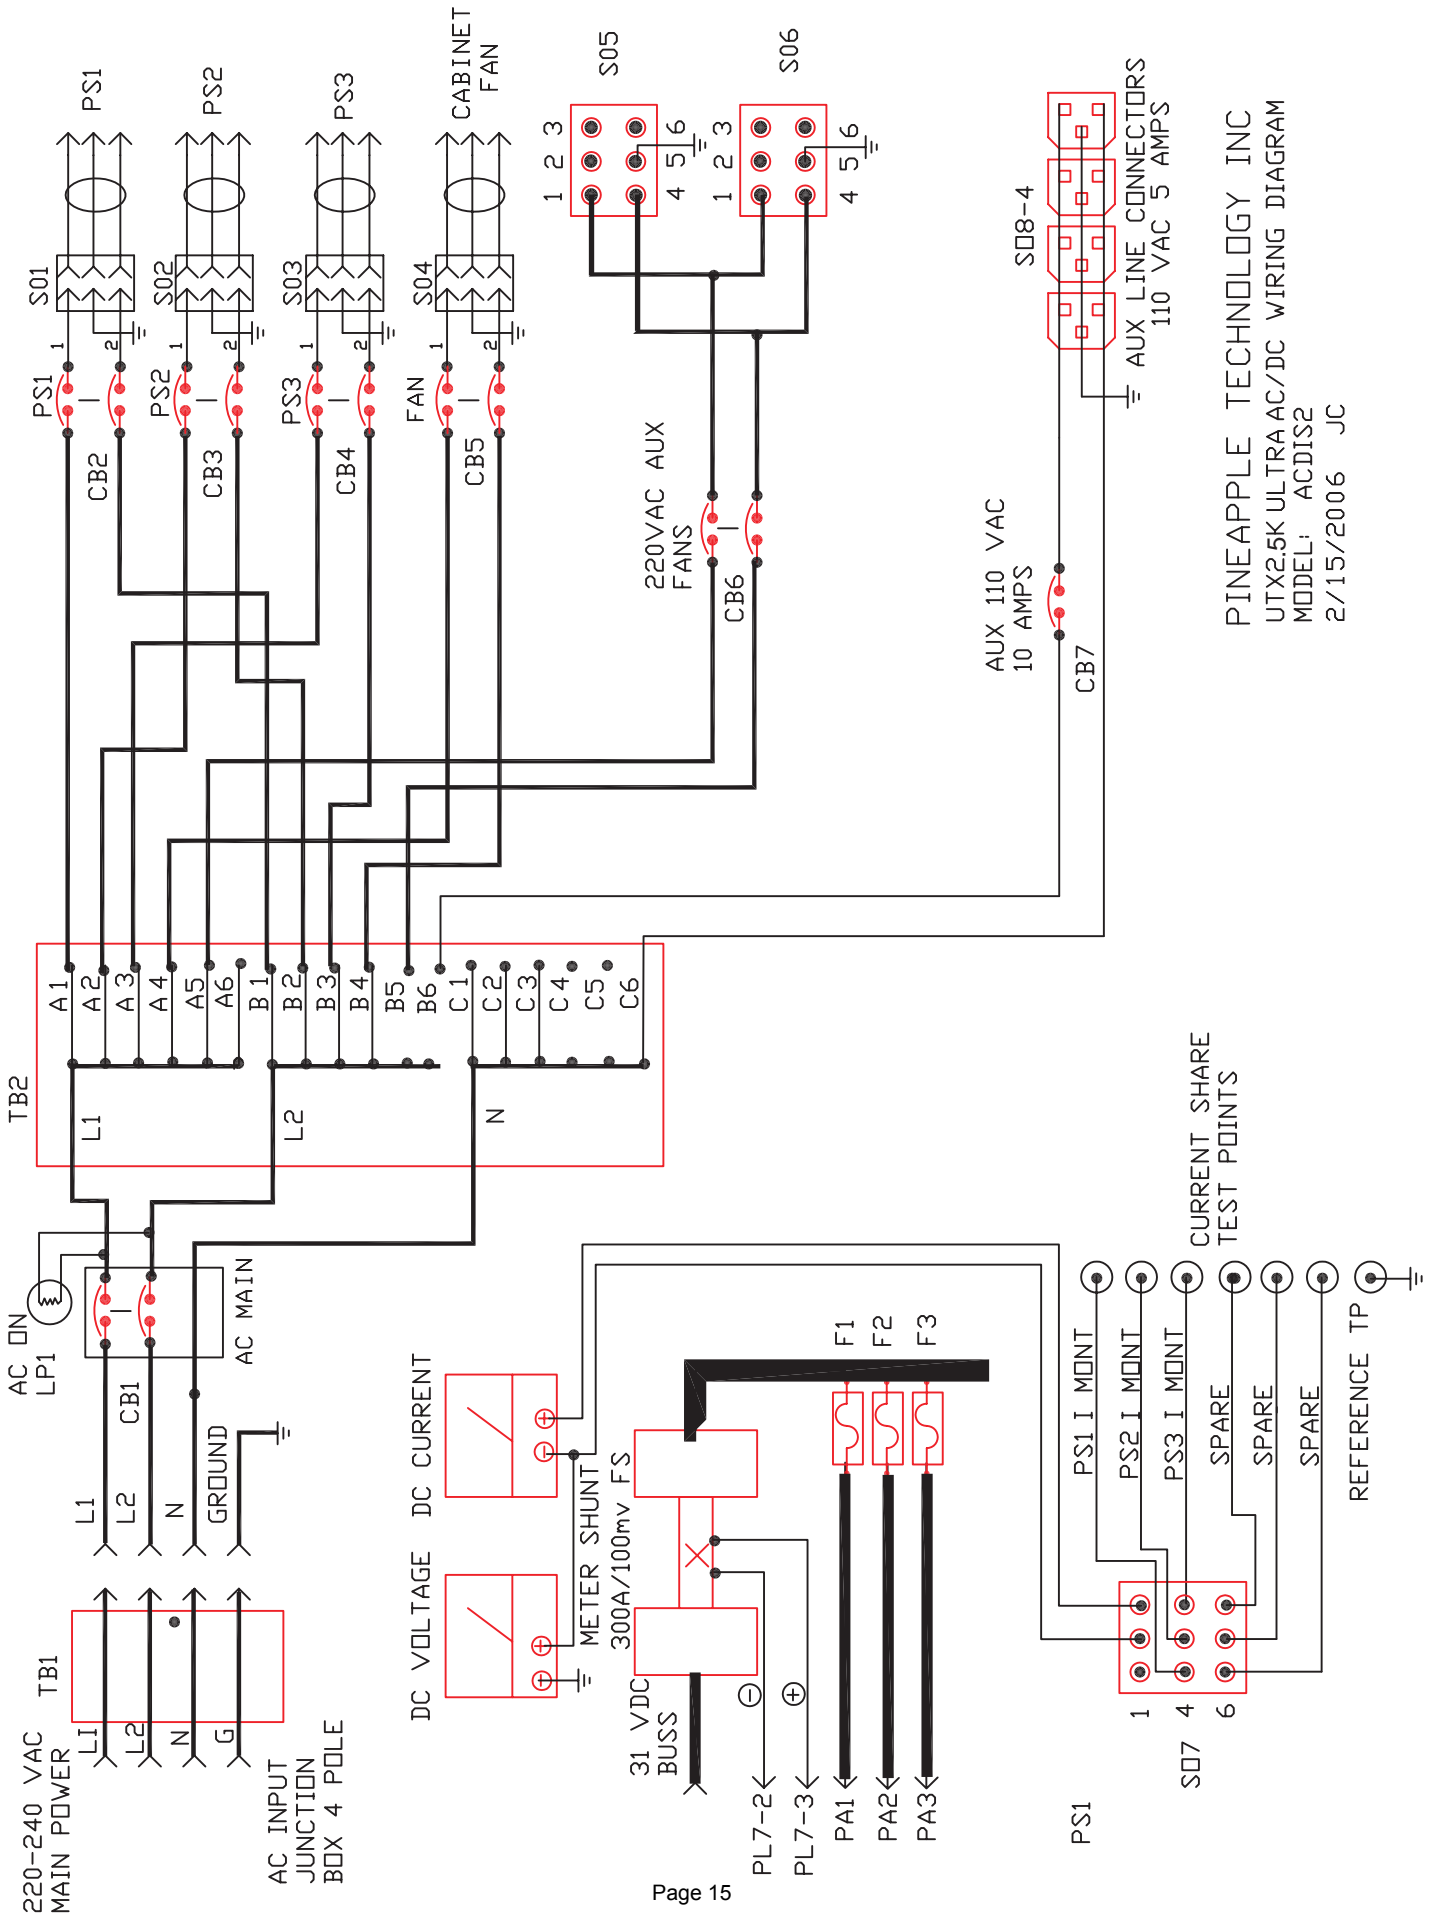 220-240 VAC
MAIN POWER
TB1
LI
L2
N
G
AC INPUT
JUNCTION
BOX 4 POLE
L1
L2
N
GROUND
CB1
AC ON
LP1
AC MAIN
TB2
L1
L2
N
A1
A2
A3
A4
A5
A6
B1
B2
B3
B4
B5
B6
C1
C2
C3
C4
C5
C6
PS1
CB2
1
2
S01
PS1
PS2
CB3
1
2
S02
PS2
PS3
CB4
1
2
S03
PS3
FAN
CB5
1
2
S04
CABINET
FAN
220VAC AUX
FANS
CB6
1
2
3
4
5
6
S05
1
2
3
4
5
6
S06
AUX 110 VAC
10 AMPS
CB7
S08-4
AUX LINE CONNECTORS
110 VAC 5 AMPS
PINEAPPLE TECHNOLOGY INC
UTX2.5K ULTRA AC/DC WIRING DIAGRAM
MODEL: ACDIS2
2/15/2006 JC
DC VOLTAGE
DC CURRENT
+
+
-
+
METER SHUNT
300A/100mv FS
31 VDC
BUSS
-
+
PL7-2
PL7-3
PA1
PA2
PA3
F1
F2
F3
CURRENT SHARE
TEST POINTS
PS1 I MONT
PS2 I MONT
PS3 I MONT
SPARE
SPARE
SPARE
REFERENCE TP
1
4
6
S07
PS1
Page 15